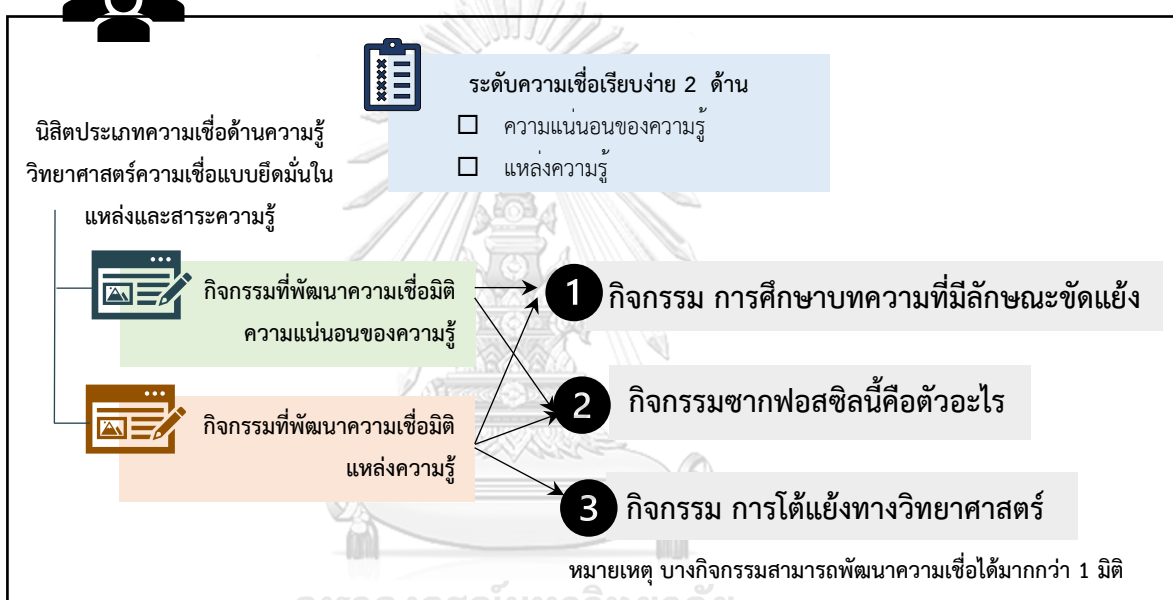 ระดับความเชื่อเรียบง่าย 2 ด้าน
ความแน่นอนของความรู้
แหล่งความรู้
นิสิตประเภทความเชื่อด้านความรู้
วิทยาศาสตร์ความเชื่อแบบยึดมั่นใน
แหล่งและสาระความรู้
กิจกรรมที่พัฒนาความเชื่อมิติ
ความแน่นอนของความรู้
กิจกรรมที่พัฒนาความเชื่อมิติ
แหล่งความรู้
1 กิจกรรม การศึกษาบทความที่มีลักษณะขัดแย้ง
2 กิจกรรมซากฟอสซิลนี้คือตัวอะไร
3 กิจกรรม การโต้แย้งทางวิทยาศาสตร์
หมายเหตุ บางกิจกรรมสามารถพัฒนาความเชื่อได้มากกว่า 1 มิติ